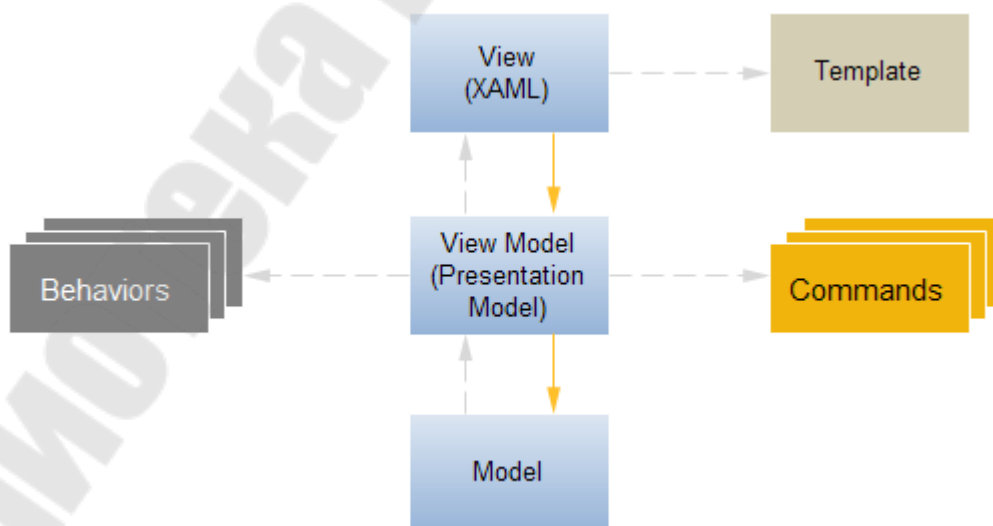 View
(XAML)
Template
Behaviors
View Model
(Presentation
Model)
Commands
Model